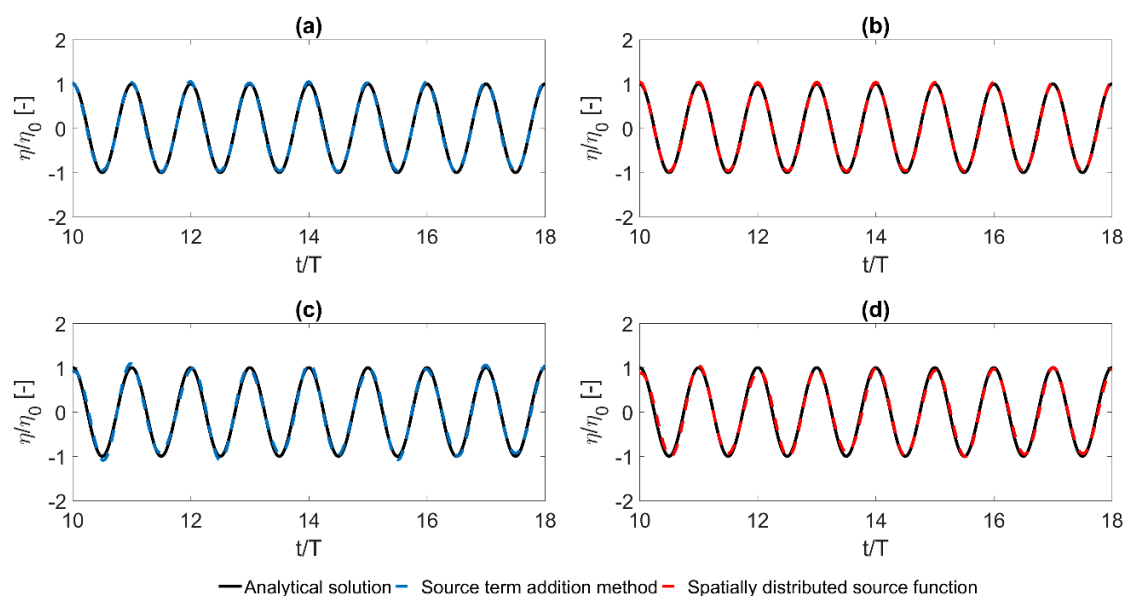 (a)
2
1
0
-1
-2
η/η0 [-]
10 12 14 16 18
t/T
(b)
2
1
0
-1
-2
η/η0 [-]
10 12 14 16 18
t/T
(c)
2
1
0
-1
-2
η/η0 [-]
10 12 14 16 18
t/T
(d)
2
1
0
-1
-2
η/η0 [-]
10 12 14 16 18
t/T
Analytical solution Source term addition method Spatially distributed source function